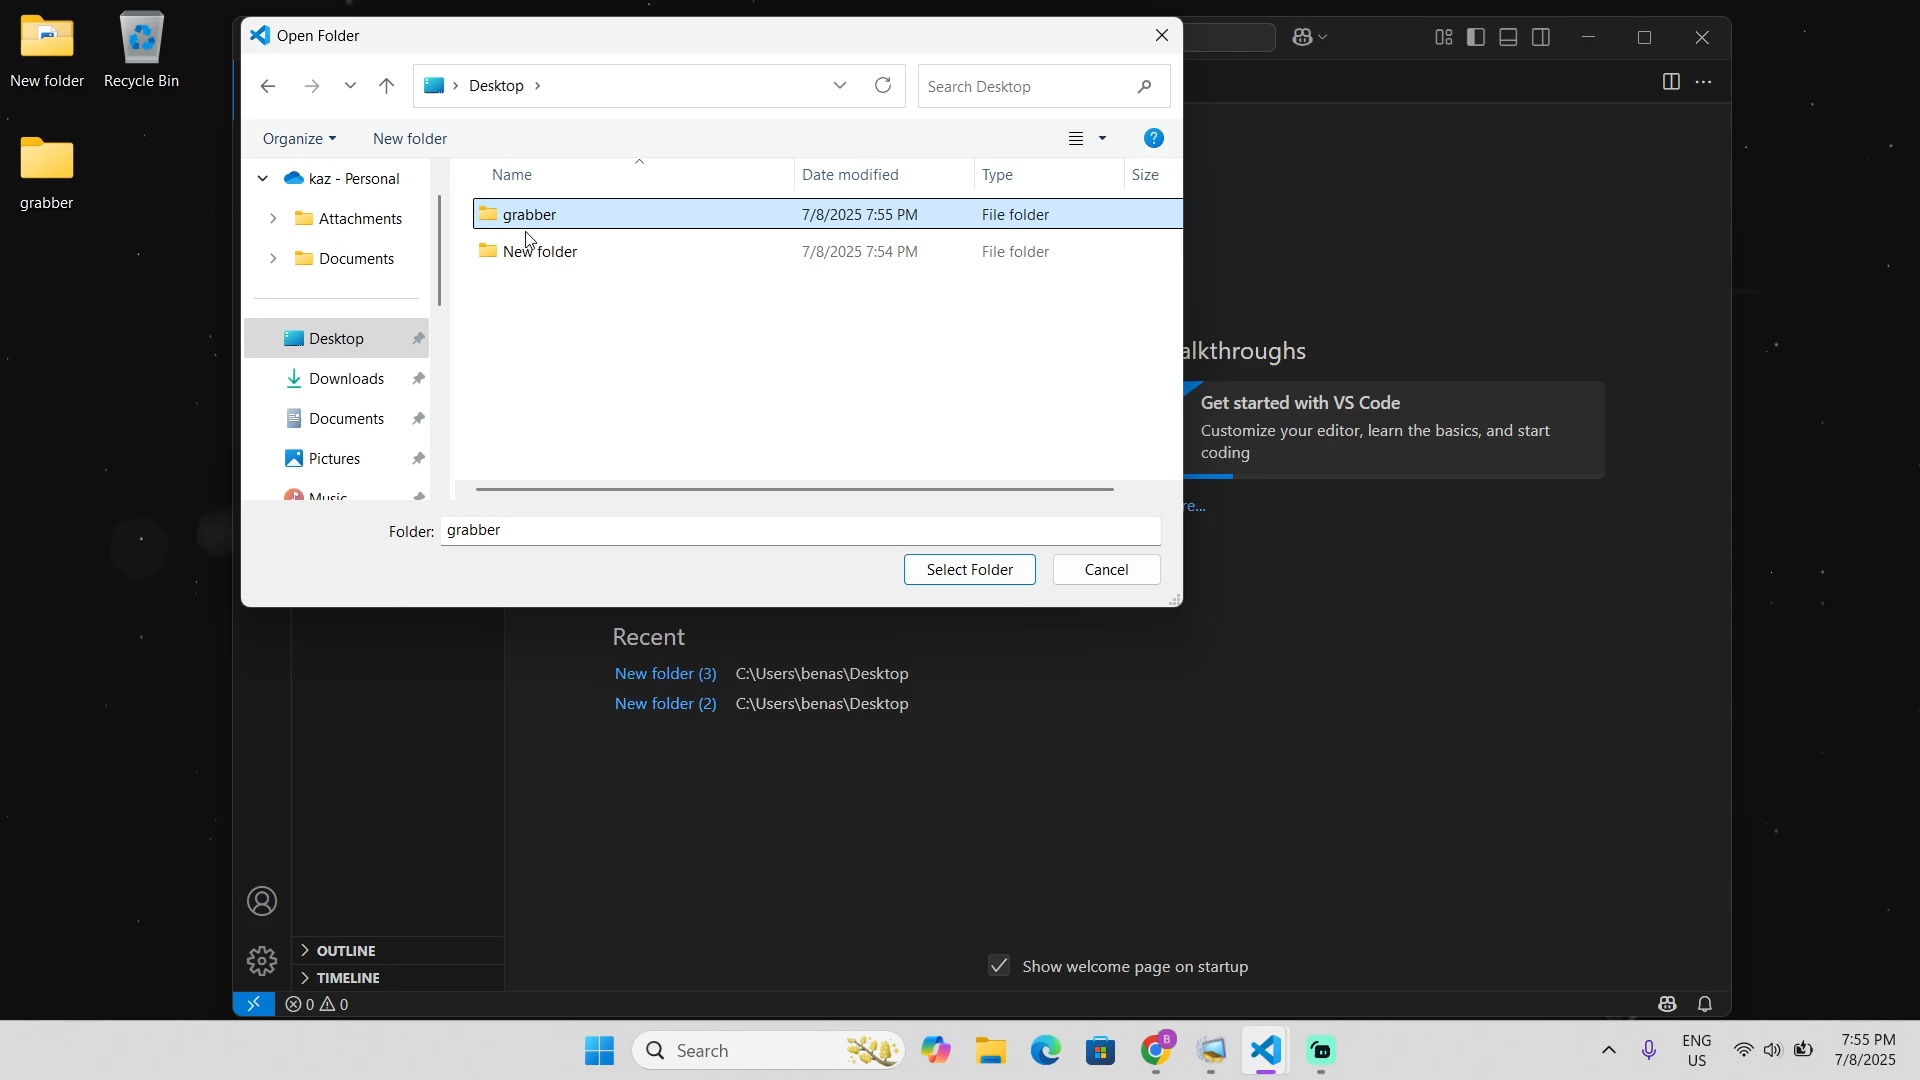 New folder
Recycle Bin
grabber
Open Folder
Desktop
Search Desktop
Organize
New folder
Name
Date modified
Type
Size
kaz - Personal
Attachments
Documents
Desktop
Downloads
Documents
Pictures
Music
grabber 7/8/2025 7:55 PM File folder
New folder 7/8/2025 7:54 PM File folder
Folder: grabber
Select Folder
Cancel
alkthroughs
Get started with VS Code
Customize your editor, learn the basics, and start
coding
re...
Recent
New folder (3) C:\Users\benas\Desktop
New folder (2) C:\Users\benas\Desktop
OUTLINE
TIMELINE
Show welcome page on startup
0 0
Search
B
ENG
US
7:55 PM
7/8/2025